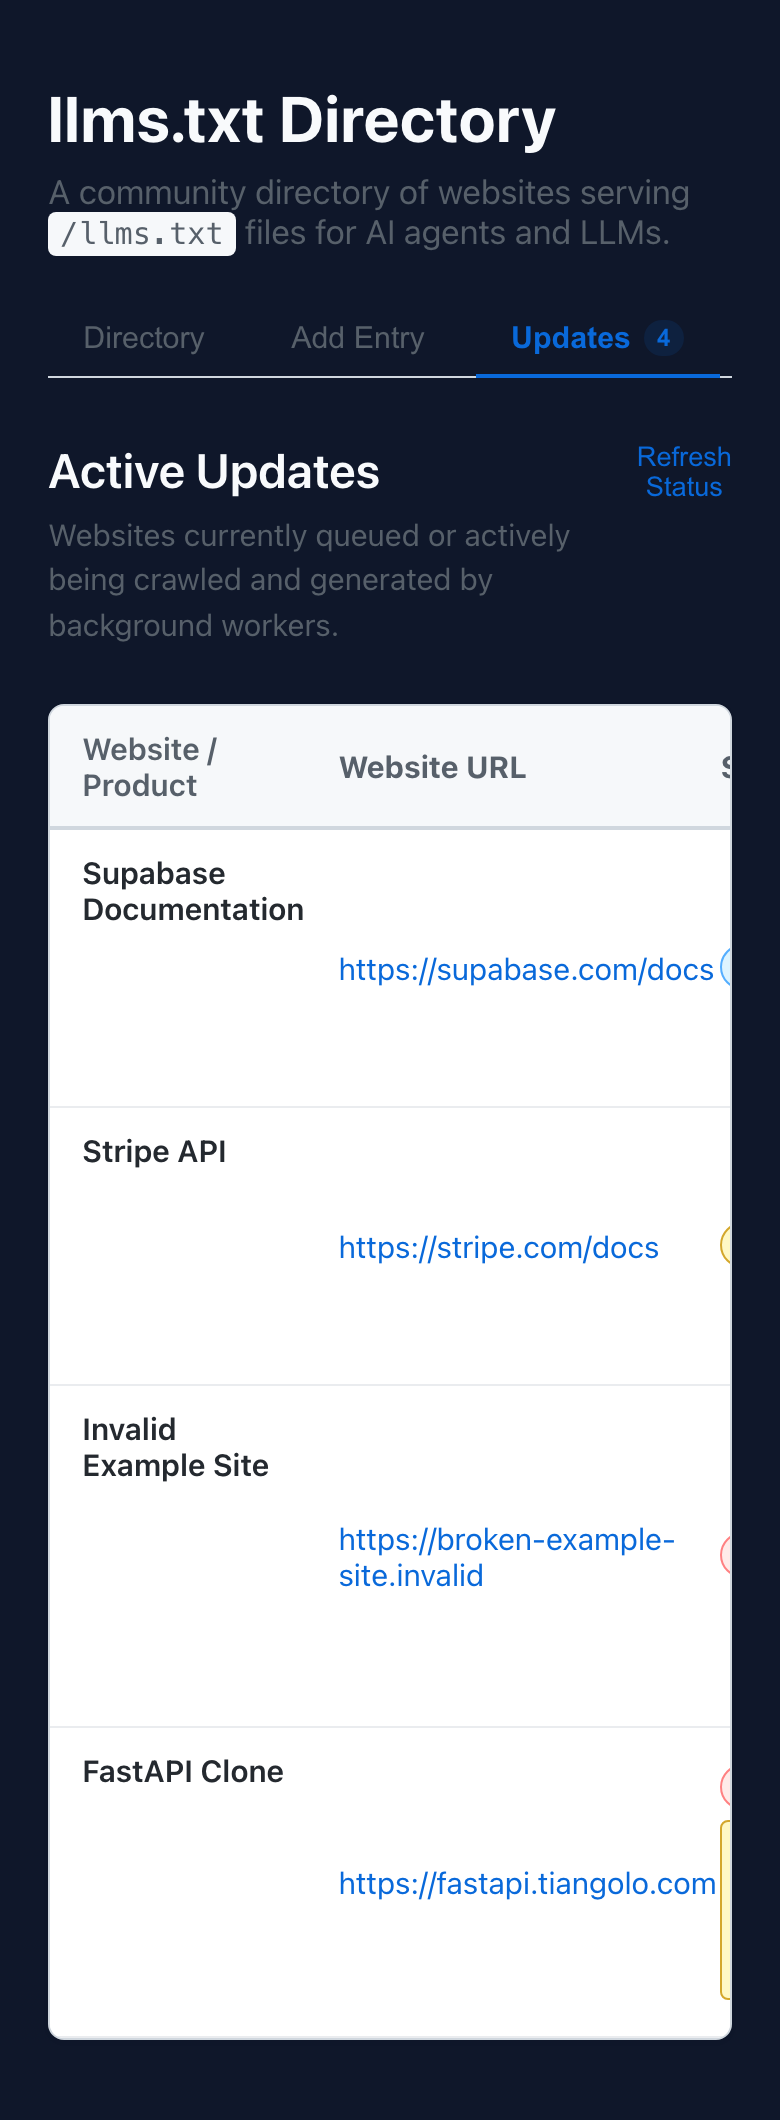 llms.txt Directory
A community directory of websites serving
/llms.txt files for AI agents and LLMs.
Directory Add Entry Updates 4
Active Updates
Refresh
Status
Websites currently queued or actively
being crawled and generated by
background workers.
Website /
Product
Website URL
Supabase
Documentation
https://supabase.com/docs
Stripe API
https://stripe.com/docs
Invalid
Example Site
https://broken-example-
site.invalid
FastAPI Clone
https://fastapi.tiangolo.com